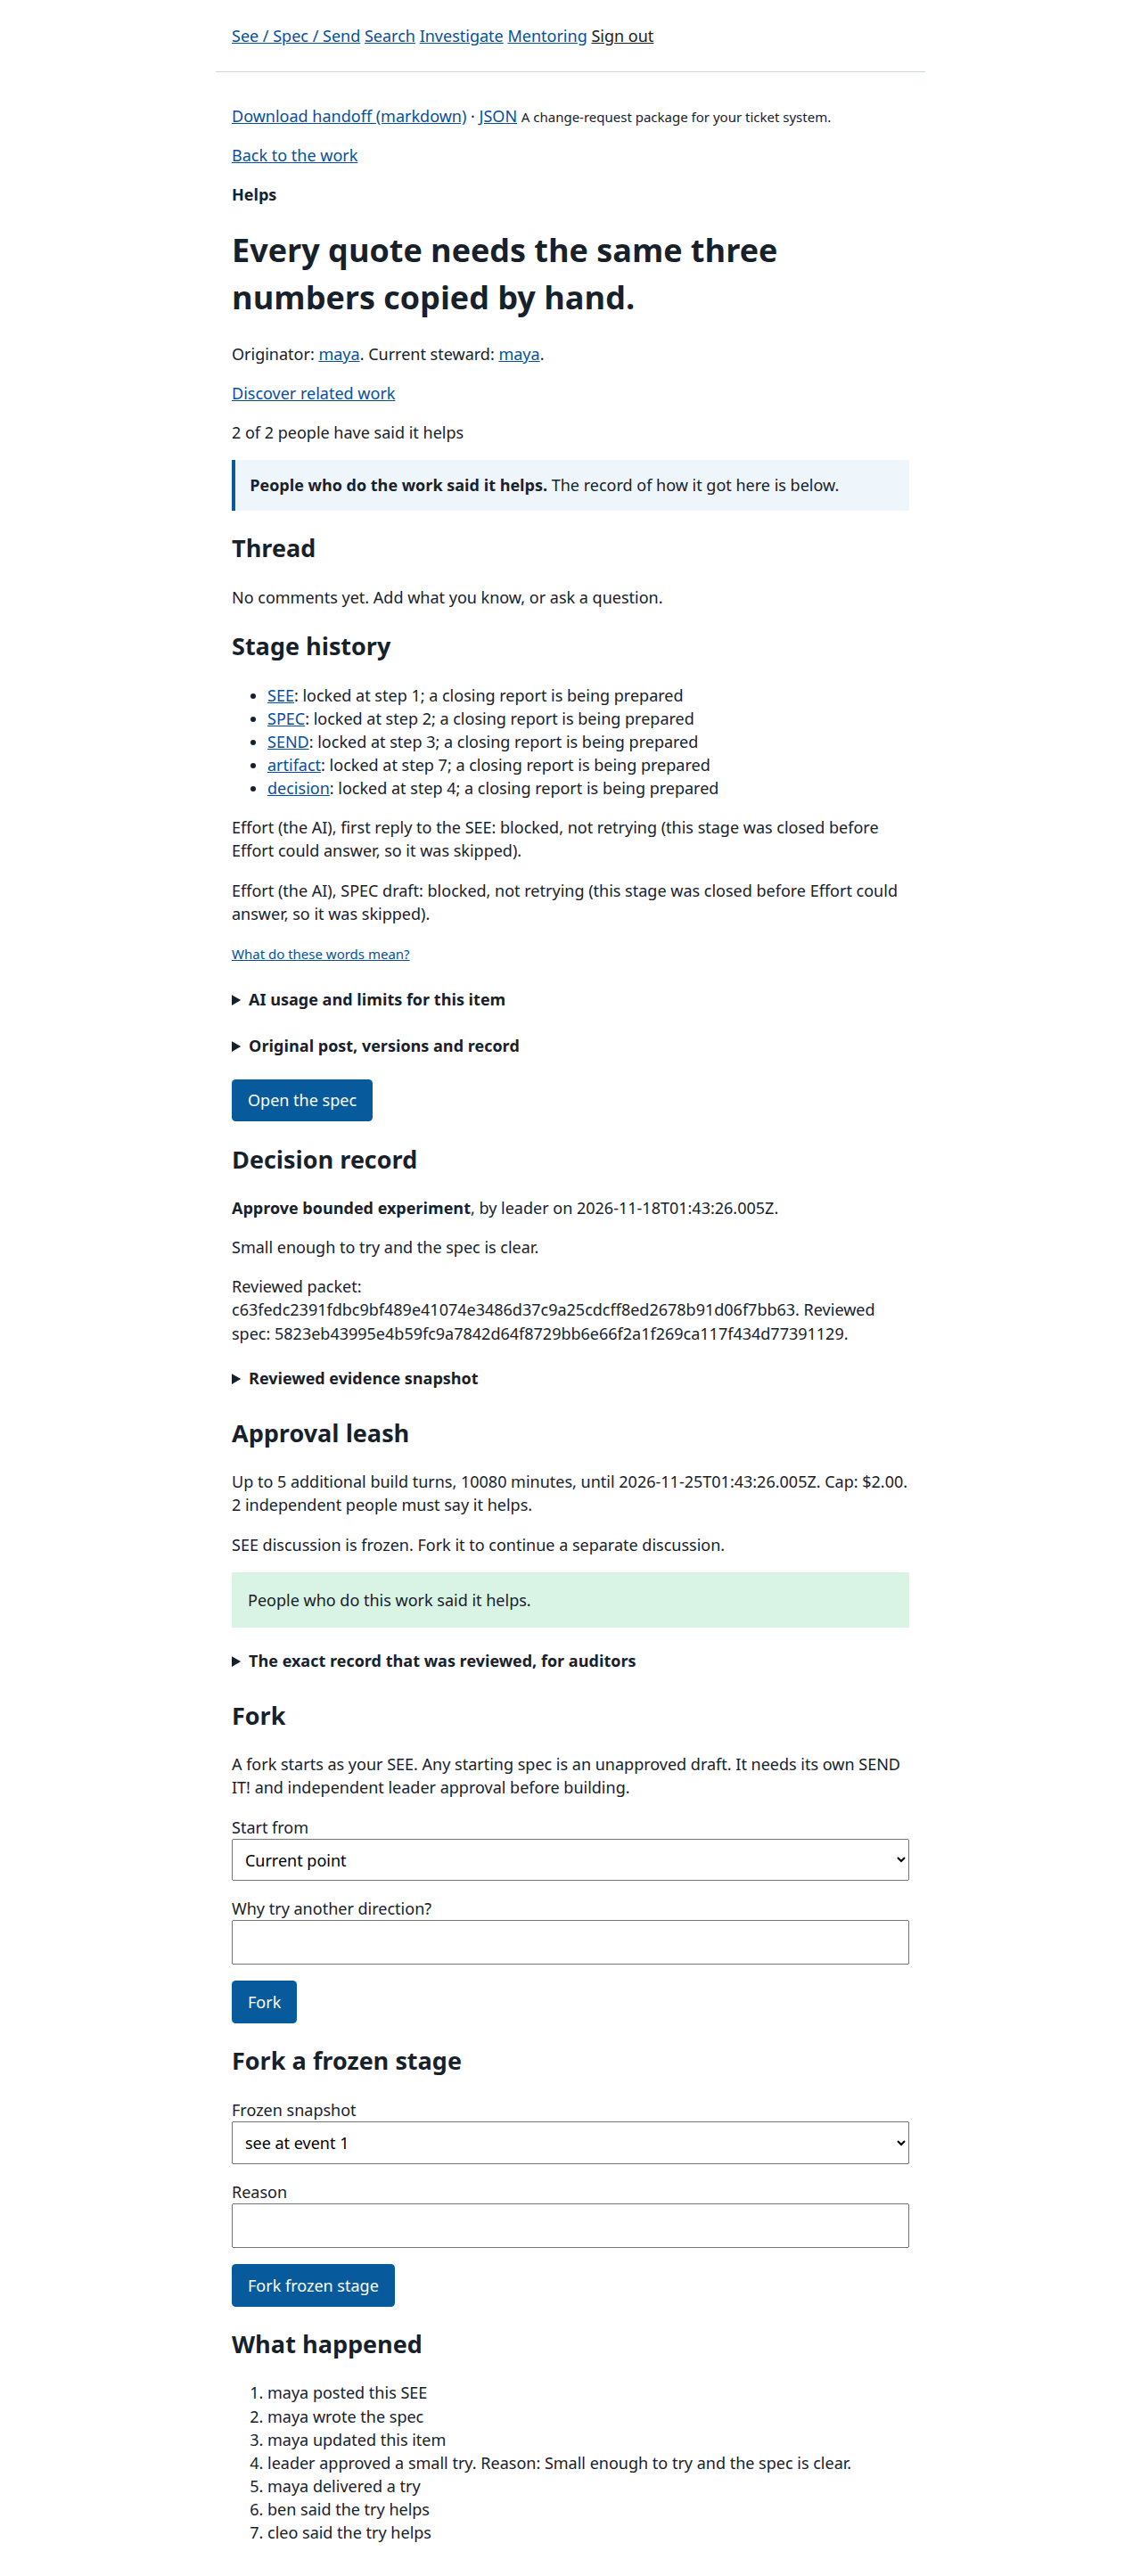 See / Spec / Send Search Investigate Mentoring Sign out
Download handoff (markdown) · JSON A change-request package for your ticket system.
Back to the work
Helps
Every quote needs the same three
numbers copied by hand.
Originator: maya. Current steward: maya.
Discover related work
2 of 2 people have said it helps
People who do the work said it helps. The record of how it got here is below.
Thread
No comments yet. Add what you know, or ask a question.
Stage history
• SEE: locked at step 1; a closing report is being prepared
• SPEC: locked at step 2; a closing report is being prepared
• SEND: locked at step 3; a closing report is being prepared
• artifact: locked at step 7; a closing report is being prepared
• decision: locked at step 4; a closing report is being prepared
Effort (the AI), first reply to the SEE: blocked, not retrying (this stage was closed before
Effort could answer, so it was skipped).
Effort (the AI), SPEC draft: blocked, not retrying (this stage was closed before Effort could
answer, so it was skipped).
What do these words mean?
AI usage and limits for this item
Original post, versions and record
Open the spec
Decision record
Approve bounded experiment, by leader on 2026-11-18T01:43:26.005Z.
Small enough to try and the spec is clear.
Reviewed packet:
c63fedc2391fdbc9bf489e41074e3486d37c9a25cdcff8ed2678b91d06f7bb63. Reviewed
spec: 5823eb43995e4b59fc9a7842d64f8729bb6e66f2a1f269ca117f434d77391129.
Reviewed evidence snapshot
Approval leash
Up to 5 additional build turns, 10080 minutes, until 2026-11-25T01:43:26.005Z. Cap: $2.00.
2 independent people must say it helps.
SEE discussion is frozen. Fork it to continue a separate discussion.
People who do this work said it helps.
The exact record that was reviewed, for auditors
Fork
A fork starts as your SEE. Any starting spec is an unapproved draft. It needs its own SEND
IT! and independent leader approval before building.
Start from
Current point
Why try another direction?
Fork
Fork a frozen stage
Frozen snapshot
see at event 1
Reason
Fork frozen stage
What happened
1. maya posted this SEE
2. maya wrote the spec
3. maya updated this item
4. leader approved a small try. Reason: Small enough to try and the spec is clear.
5. maya delivered a try
6. ben said the try helps
7. cleo said the try helps